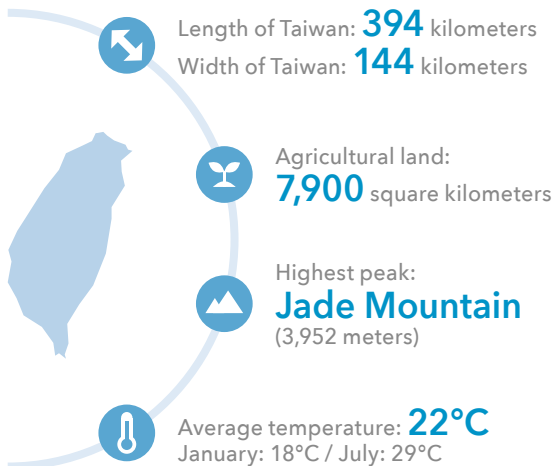 Length of Taiwan: 394 kilometers
Width of Taiwan: 144 kilometers
Agricultural land:
7,900 square kilometers
Highest peak:
Jade Mountain
(3,952 meters)
Average temperature: 22°C
January: 18°C / July: 29°C